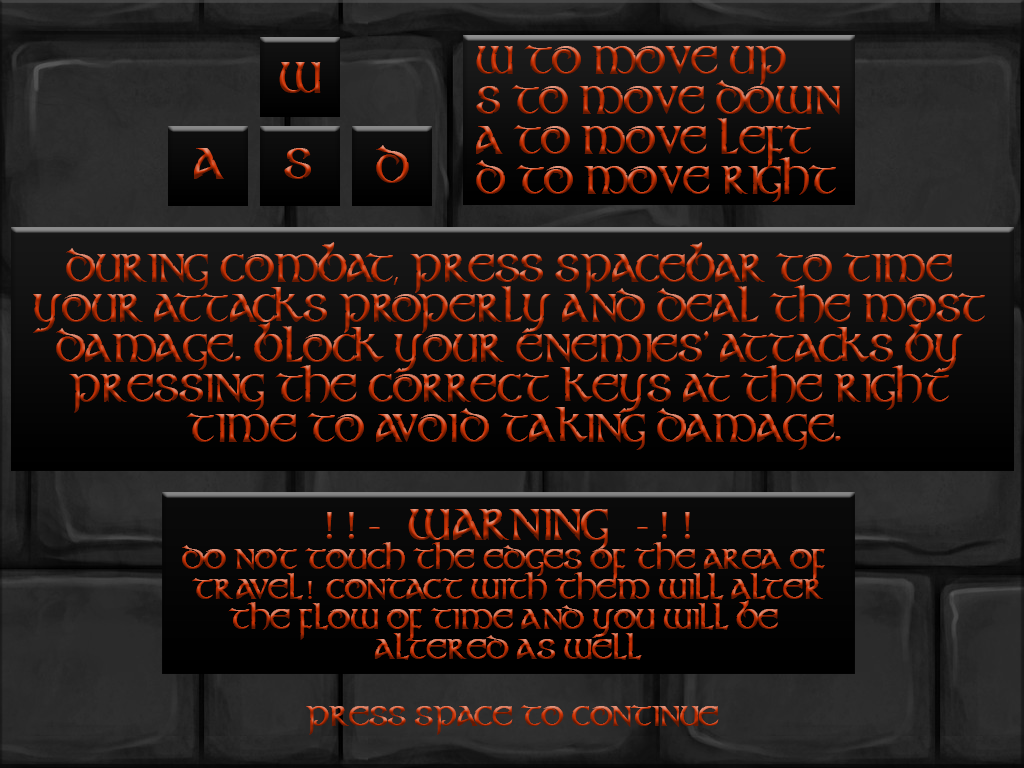 W
A S D
W to move up
S to move down
A to move left
D to move right
During combat, press spacebar to time
your attacks properly and deal the most
damage. Block your enemies' attacks by
pressing the correct keys at the right
time to avoid taking damage.
!!- WARNING -!!
Do not touch the edges of the area of
travel! Contact with them will alter
the flow of time and you will be
altered as well
Press space to continue